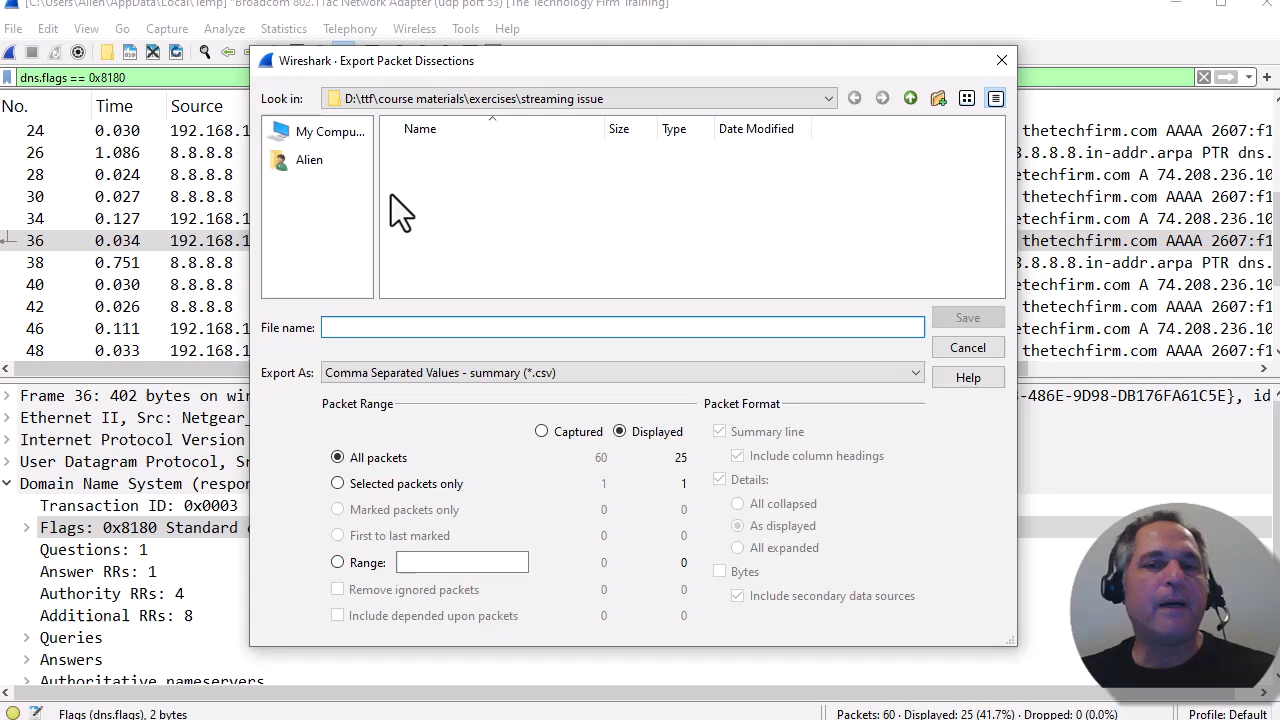 [C:\Users\Alien\AppData\Local\Temp] *Broadcom 802.11ac Network Adapter (udp port 53) [The Technology Firm Training]
File Edit View Go Capture Analyze Statistics Telephony Wireless Tools Help
dns.flags == 0x8180
No. Time Source
24 0.030 192.168.1 thetechfirm.com AAAA 2607:f1
26 1.086 8.8.8.8 .8.8.8.in-addr.arpa PTR dns.
28 0.024 8.8.8.8 thetechfirm.com A 74.208.236.10
30 0.027 8.8.8.8 thetechfirm.com A 74.208.236.10
34 0.127 192.168.1 thetechfirm.com A 74.208.236.10
36 0.034 192.168.1 thetechfirm.com AAAA 2607:f1
38 0.751 8.8.8.8 .8.8.8.in-addr.arpa PTR dns.
40 0.030 8.8.8.8 thetechfirm.com A 74.208.236.10
42 0.026 8.8.8.8 thetechfirm.com A 74.208.236.10
46 0.111 192.168.1 thetechfirm.com A 74.208.236.10
48 0.033 192.168.1 thetechfirm.com AAAA 2607:f1
Wireshark · Export Packet Dissections
Look in: D:\ttf\course materials\exercises\streaming issue
My Compu...
Alien
Name Size Type Date Modified
File name: Save
Cancel
Export As: Comma Separated Values - summary (*.csv) Help
Packet Range Packet Format
Captured Displayed Summary line
All packets 60 25 Include column headings
Selected packets only 1 1 Details:
Marked packets only 0 0 All collapsed
First to last marked 0 0 As displayed
Range: 0 0 All expanded
Remove ignored packets 0 0 Bytes
Include depended upon packets 0 0 Include secondary data sources
Frame 36: 402 bytes on wir -486E-9D98-DB176FA61C5E}, id
Ethernet II, Src: Netgear_
Internet Protocol Version
User Datagram Protocol, S
Domain Name System (respon
Transaction ID: 0x0003
Flags: 0x8180 Standard
Questions: 1
Answer RRs: 1
Authority RRs: 4
Additional RRs: 8
Queries
Answers
Authoritative nameservers
Flags (dns.flags), 2 bytes Packets: 60 · Displayed: 25 (41.7%) · Dropped: 0 (0.0%) Profile: Default